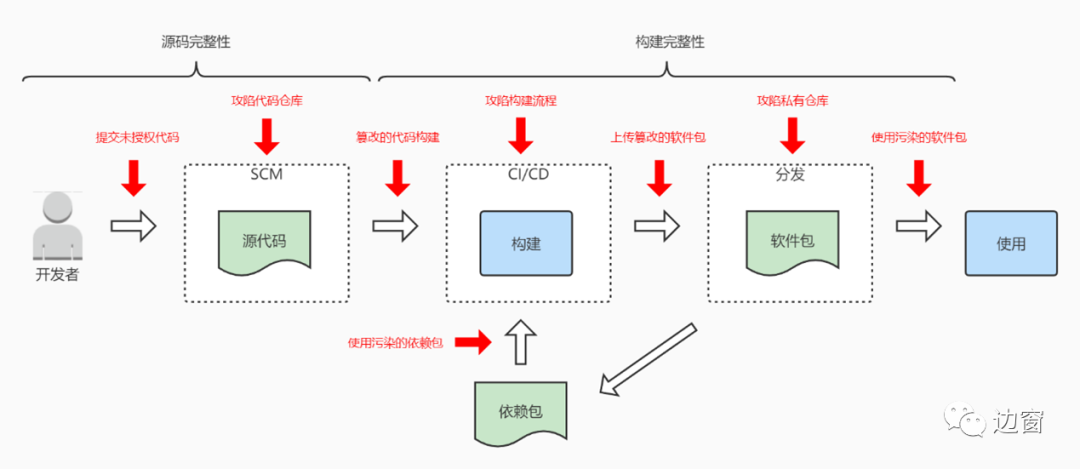 源码完整性
构建完整性
攻陷代码仓库
攻陷构建流程
攻陷私有仓库
提交未授权代码
篡改的代码构建
上传篡改的软件包
使用污染的软件包
SCM
CI/CD
分发
源代码
构建
软件包
使用
开发者
使用污染的依赖包
依赖包
边窗